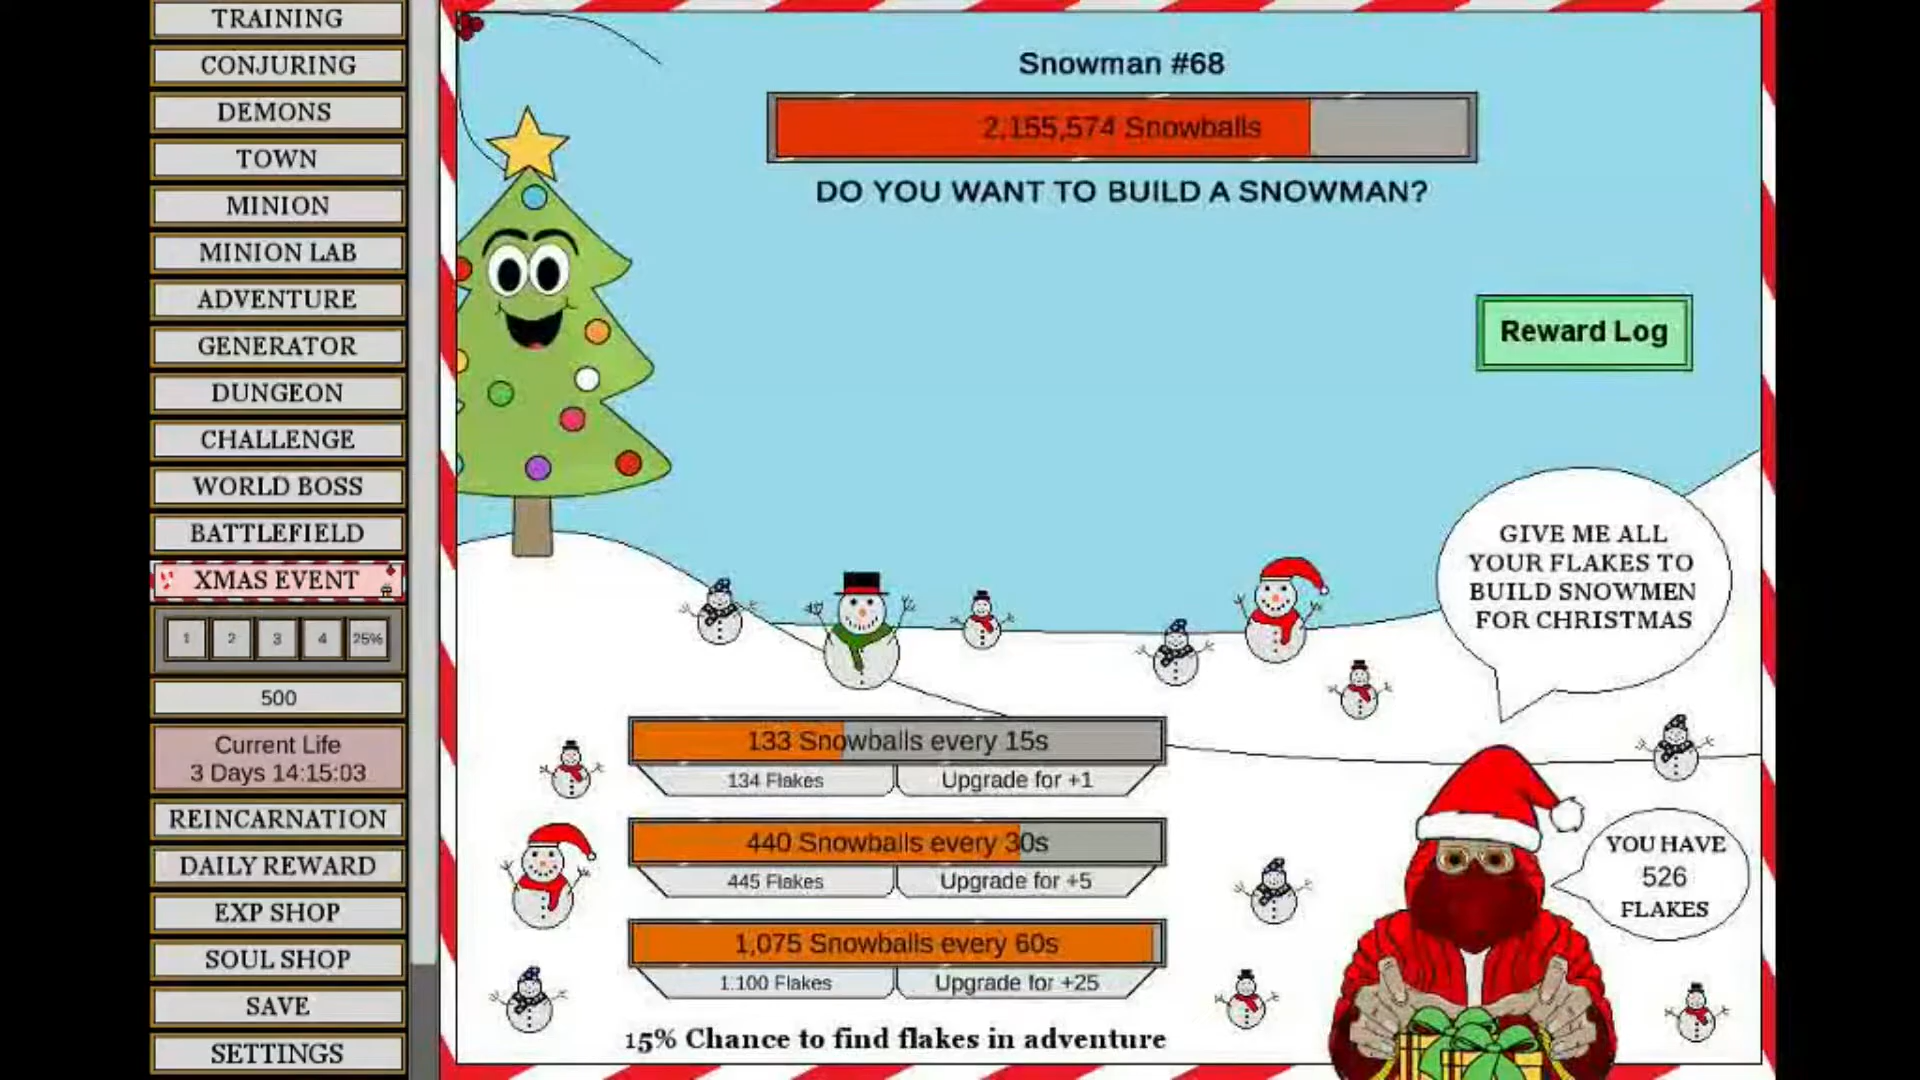 TRAINING
CONJURING
DEMONS
TOWN
MINION
MINION LAB
ADVENTURE
GENERATOR
DUNGEON
CHALLENGE
WORLD BOSS
BATTLEFIELD
XMAS EVENT
1 2 3 4 25%
500
Current Life
3 Days 14:15:03
REINCARNATION
DAILY REWARD
EXP SHOP
SOUL SHOP
SAVE
SETTINGS
Snowman #68
2,155,574 Snowballs
DO YOU WANT TO BUILD A SNOWMAN?
Reward Log
GIVE ME ALL
YOUR FLAKES TO
BUILD SNOWMEN
FOR CHRISTMAS
133 Snowballs every 15s
134 Flakes Upgrade for +1
440 Snowballs every 30s
445 Flakes Upgrade for +5
1,075 Snowballs every 60s
1,100 Flakes Upgrade for +25
15% Chance to find flakes in adventure
YOU HAVE
526
FLAKES